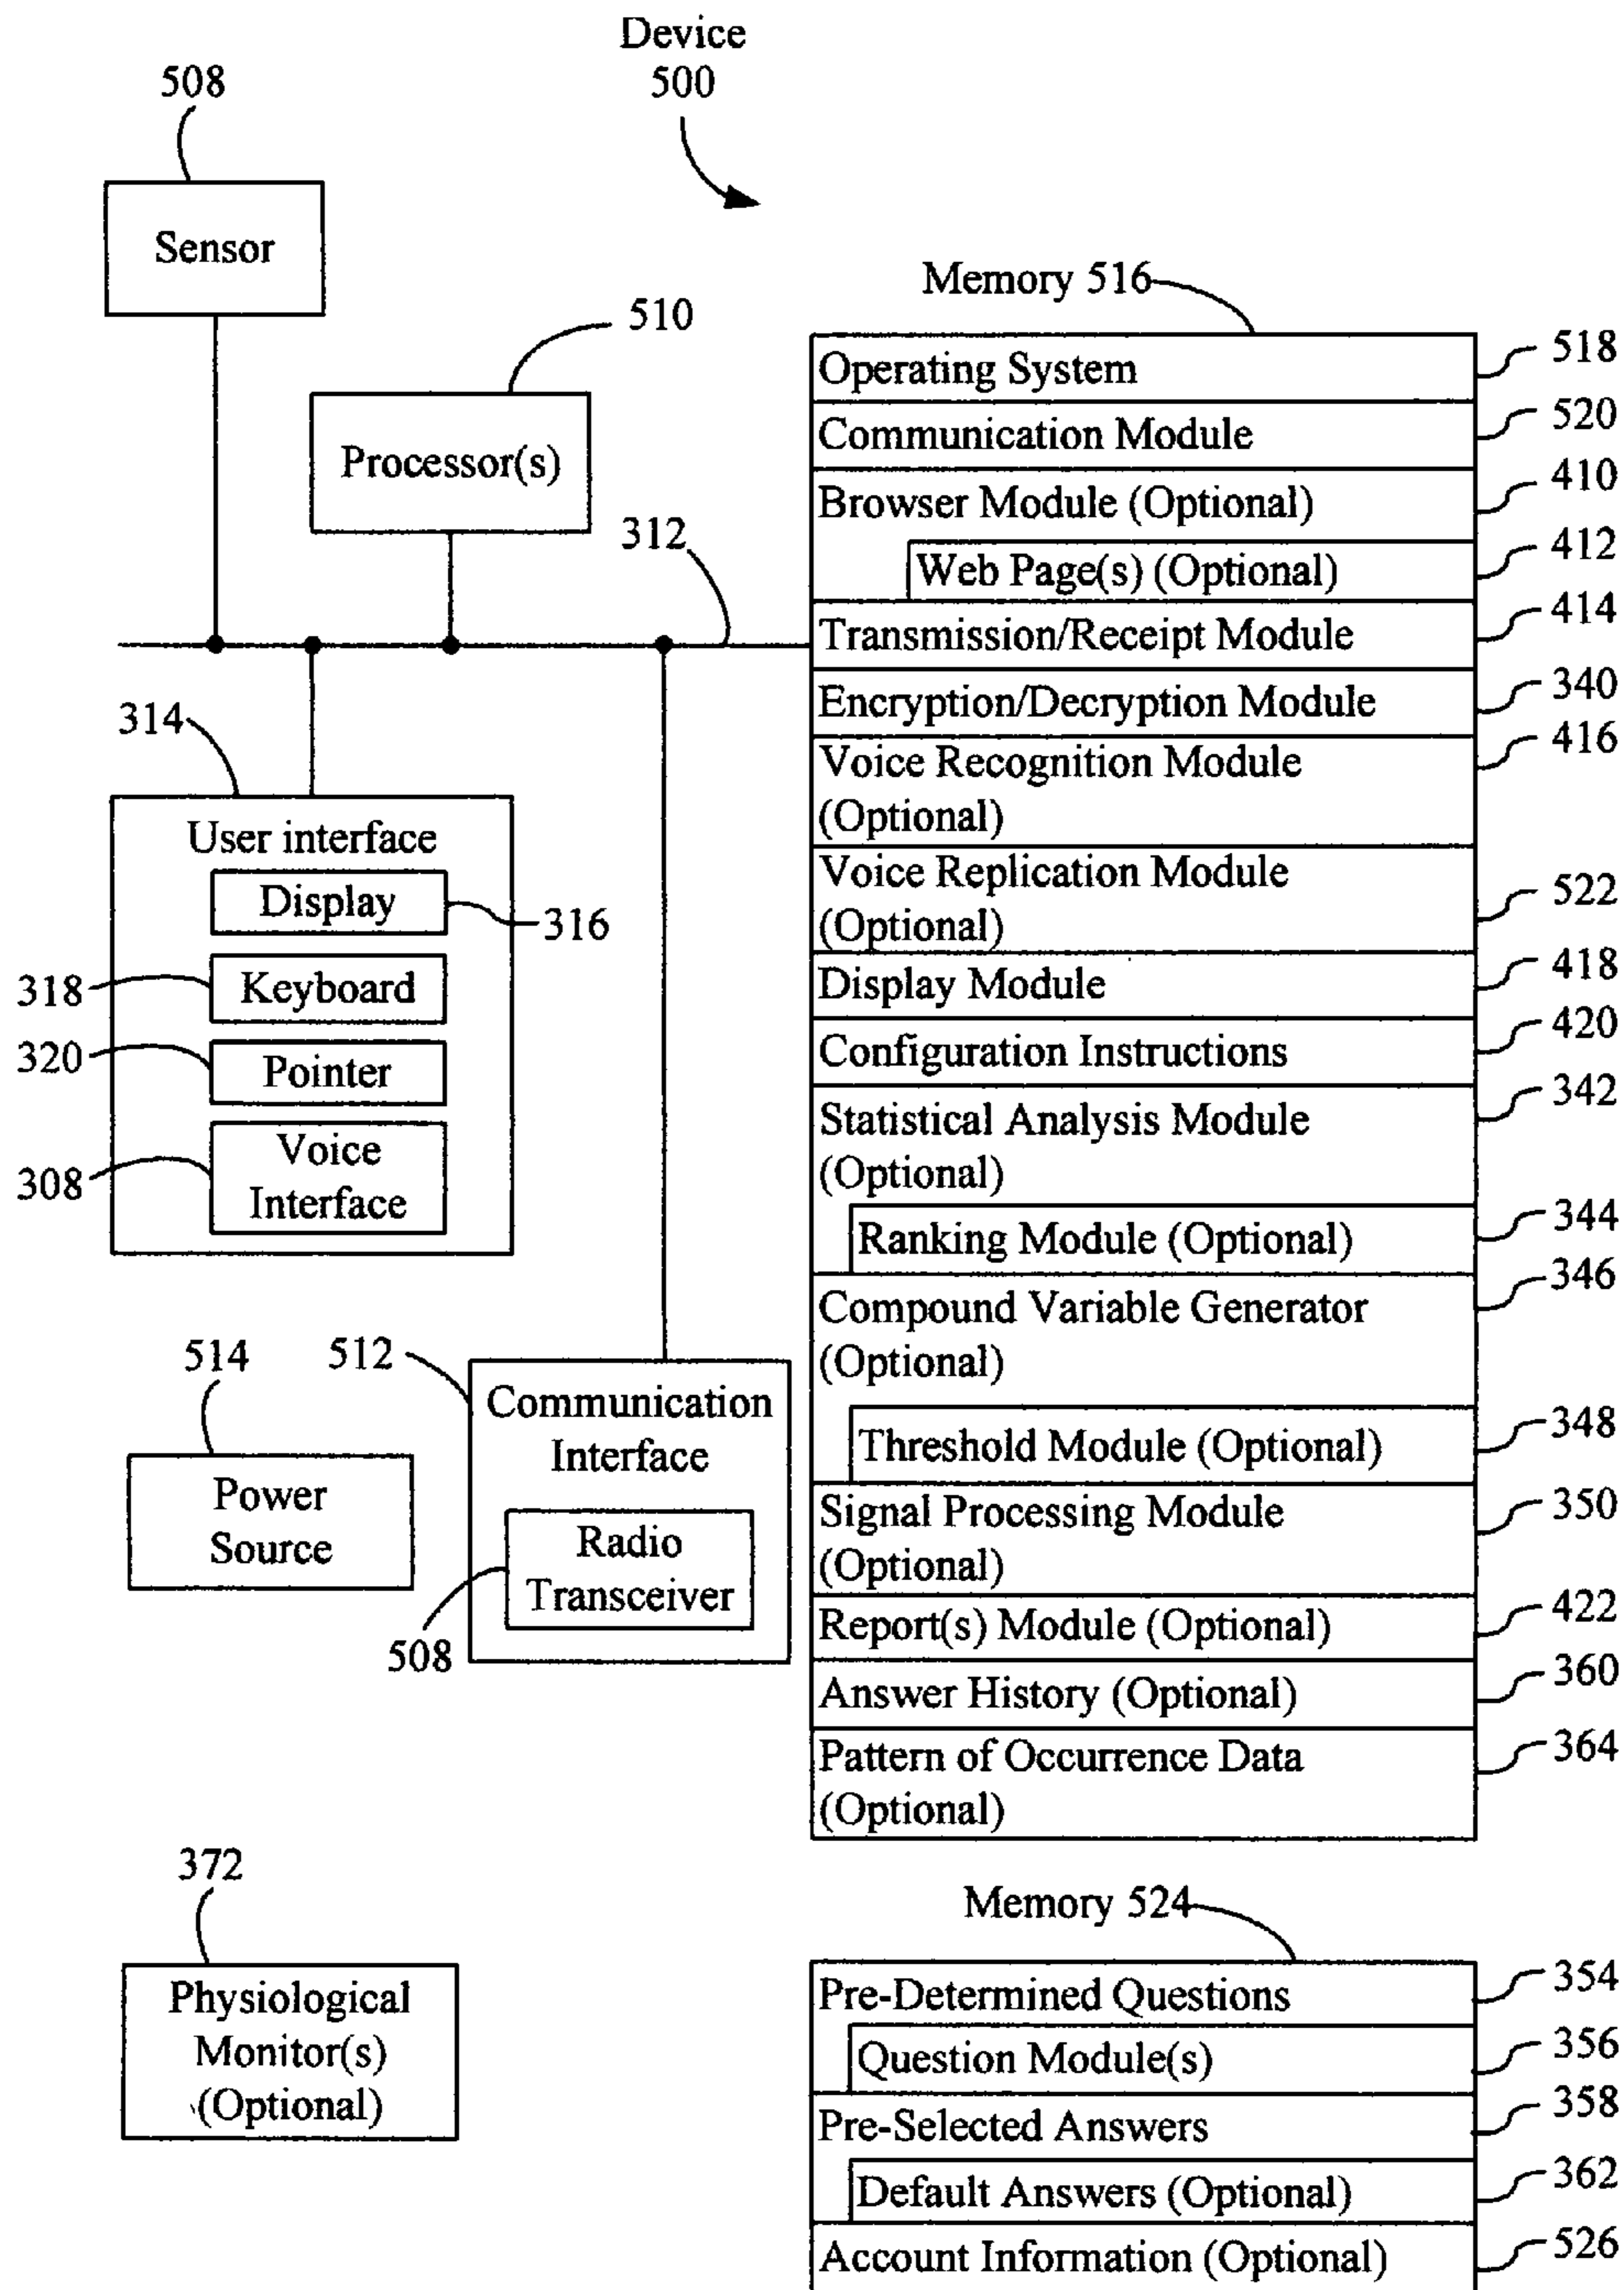 Device
500
508
Sensor
510
Processor(s)
312
314
User interface
Display
316
318
Keyboard
320
Pointer
308
Voice
Interface
514
Power
Source
512
Communication
Interface
Radio
Transceiver
508
372
Physiological
Monitor(s)
(Optional)
Memory 516
Operating System
518
Communication Module
520
Browser Module (Optional)
410
Web Page(s) (Optional)
412
Transmission/Receipt Module
414
Encryption/Decryption Module
340
Voice Recognition Module
(Optional)
416
Voice Replication Module
(Optional)
522
Display Module
418
Configuration Instructions
420
Statistical Analysis Module
(Optional)
342
Ranking Module (Optional)
344
Compound Variable Generator
(Optional)
346
Threshold Module (Optional)
348
Signal Processing Module
(Optional)
350
Report(s) Module (Optional)
422
Answer History (Optional)
360
Pattern of Occurrence Data
(Optional)
364
Memory 524
Pre-Determined Questions
354
Question Module(s)
356
Pre-Selected Answers
358
Default Answers (Optional)
362
Account Information (Optional)
526